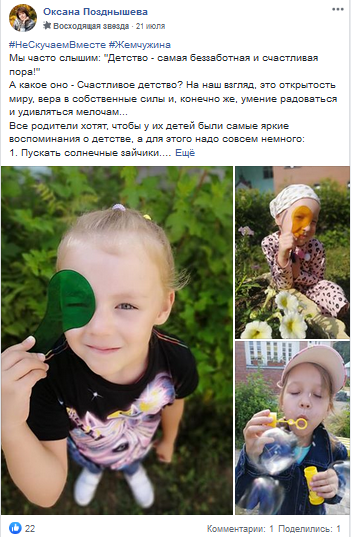 Оксана Позднышева
Восходящая звезда · 21 июля
#НеСкучаемВместе #Жемчужина
Мы часто слышим: "Детство - самая беззаботная и счастливая
пора!"
А какое оно - Счастливое детство? На наш взгляд, это открытость
миру, вера в собственные силы и, конечно же, умение радоваться
и удивляться мелочам...
Все родители хотят, чтобы у их детей были самые яркие
воспоминания о детстве, а для этого надо совсем немного:
1. Пускать солнечные зайчики.... Ещё
22
Комментарии: 1 Поделились: 1